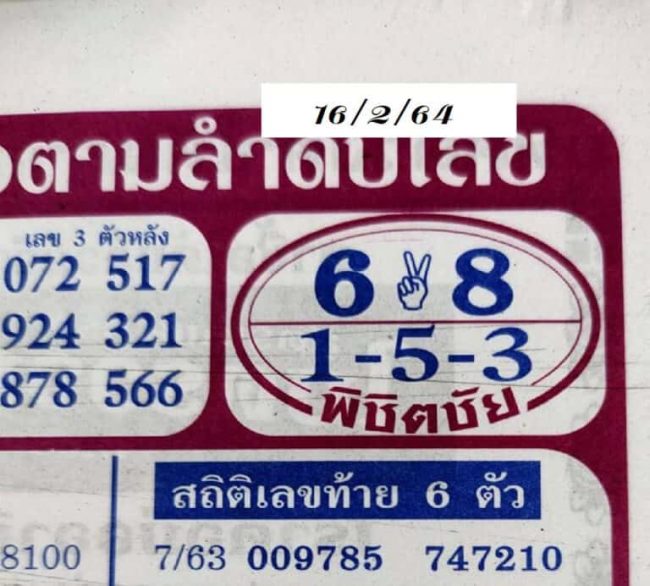 16/2/64
ตามลำดับเลข
เลข 3 ตัวหลัง
072 517
924 321
878 566
6 8
1-5-3
พิชิตชัย
สถิติเลขท้าย 6 ตัว
8100
7/63 009785 747210